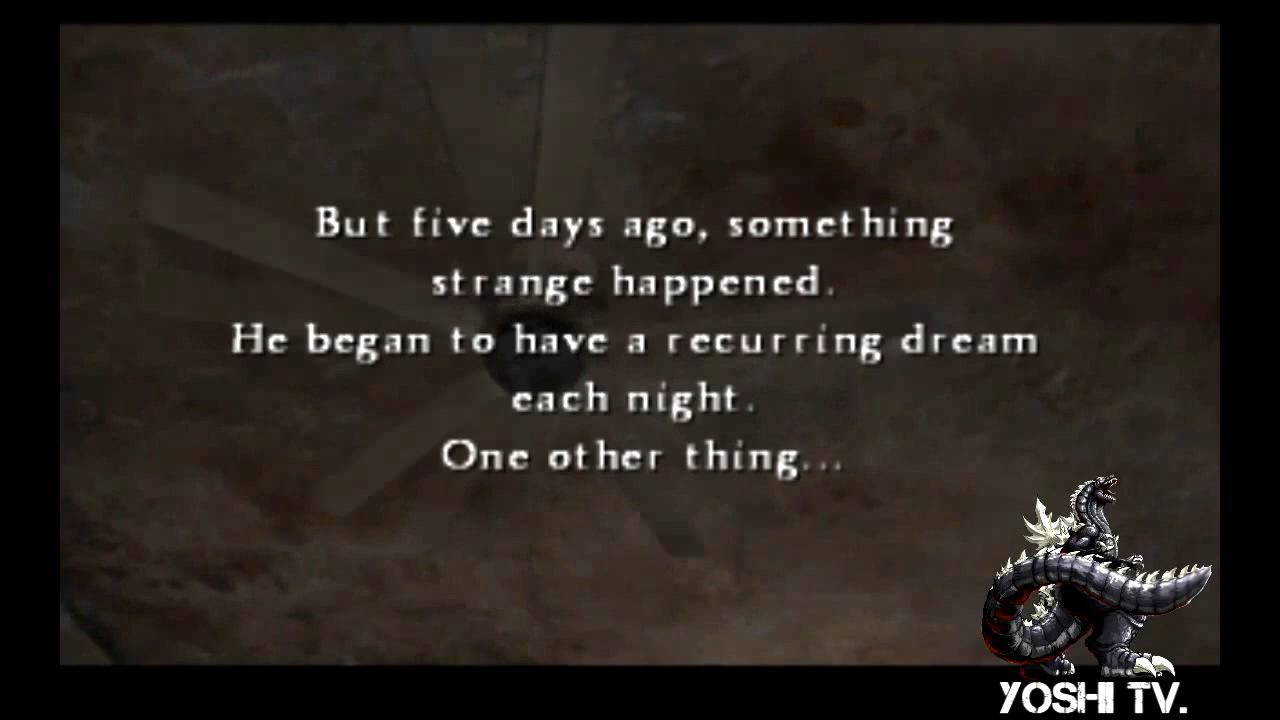 But five days ago, something
strange happened.
He began to have a recurring dream
each night.
One other thing...
YOSHI TV.